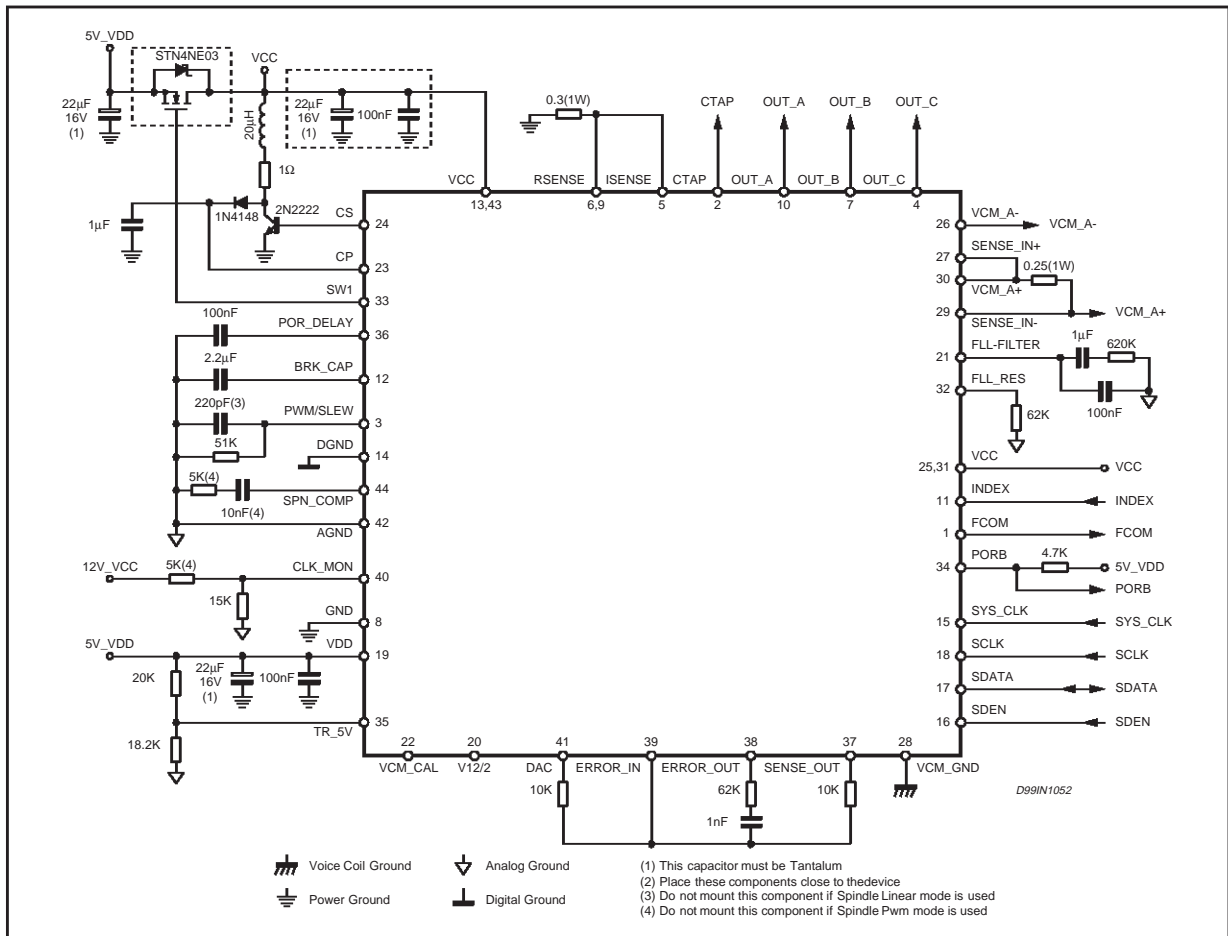 5V_VDD
STN4NE03
VCC
22μF
16V
(1)
20μH
22μF
16V
(1)
100nF
0.3(1W)
CTAP
OUT_A
OUT_B
OUT_C
1Ω
VCC
RSENSE
ISENSE
CTAP
OUT_A
OUT_B
OUT_C
13,43
6,9
5
2
10
7
4
1N4148
2N2222
1μF
CS
24
CP
23
SW1
33
100nF
POR_DELAY
36
2.2μF
BRK_CAP
12
220pF(3)
PWM/SLEW
3
51K
DGND
14
5K(4)
10nF(4)
SPN_COMP
44
AGND
42
12V_VCC
5K(4)
CLK_MON
40
15K
GND
8
5V_VDD
VDD
19
20K
22μF
16V
(1)
100nF
TR_5V
35
18.2K
26
VCM_A-
VCM_A-
27
SENSE_IN+
0.25(1W)
30
VCM_A+
29
SENSE_IN-
VCM_A+
21
FLL-FILTER
1μF
620K
100nF
32
FLL_RES
62K
25,31
VCC
VCC
11
INDEX
INDEX
1
FCOM
FCOM
34
PORB
4.7K
5V_VDD
PORB
15
SYS_CLK
SYS_CLK
18
SCLK
SCLK
17
SDATA
SDATA
16
SDEN
SDEN
22
20
41
39
38
37
28
VCM_CAL
V12/2
DAC
ERROR_IN
ERROR_OUT
SENSE_OUT
VCM_GND
10K
62K
10K
1nF
D99IN1052
Voice Coil Ground
Analog Ground
Power Ground
Digital Ground
(1) This capacitor must be Tantalum
(2) Place these components close to thedevice
(3) Do not mount this component if Spindle Linear mode is used
(4) Do not mount this component if Spindle Pwm mode is used